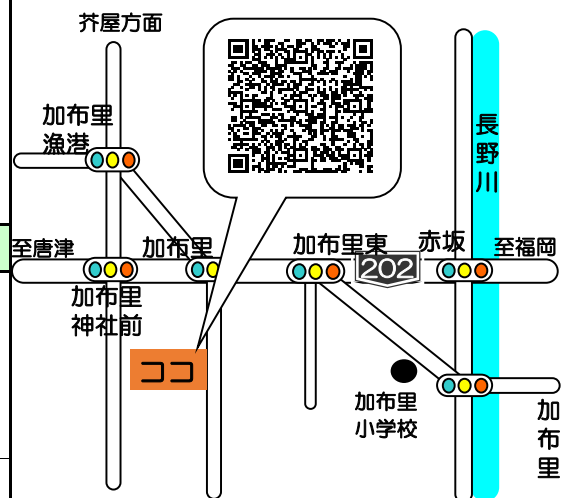 芥屋方面
加布里
漁港
長
野
川
至唐津
加布里
加布里東
赤坂
至福岡
202
加布里
神社前
ココ
加布里
小学校
加
布
里